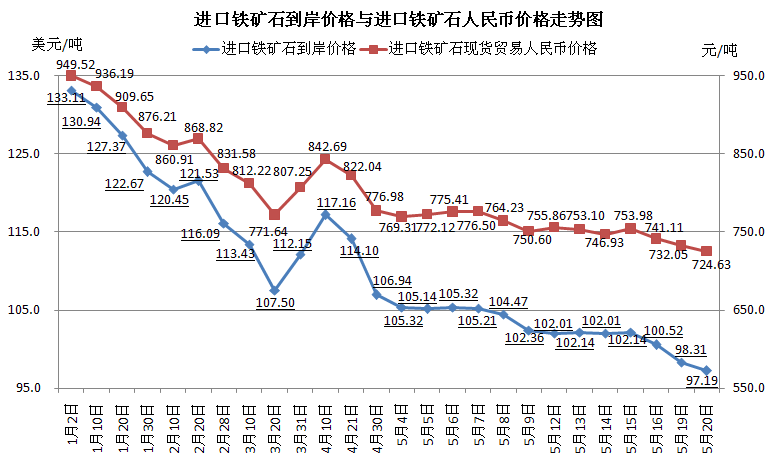 进口铁矿石到岸价格与进口铁矿石人民币价格走势图
美元/吨
进口铁矿石到岸价格
进口铁矿石现货贸易人民币价格
元/吨
135.0
125.0
115.0
105.0
95.0
950.0
850.0
750.0
650.0
550.0
949.52
936.19
909.65
876.21
860.91
868.82
831.58
812.22
771.64
807.25
842.69
822.04
776.98
769.31
772.12
775.41
776.50
764.23
750.60
755.86
753.10
746.93
753.98
741.11
732.05
724.63
133.11
130.94
127.37
122.67
120.45
121.53
116.09
113.43
107.50
112.15
117.16
114.10
106.94
105.32
105.14
105.32
105.21
104.47
102.36
102.01
102.14
102.01
102.14
100.52
98.31
97.19
1月2日
1月10日
1月20日
1月30日
2月10日
2月20日
2月28日
3月10日
3月20日
3月31日
4月10日
4月21日
4月30日
5月4日
5月5日
5月6日
5月7日
5月8日
5月9日
5月12日
5月13日
5月14日
5月15日
5月16日
5月19日
5月20日